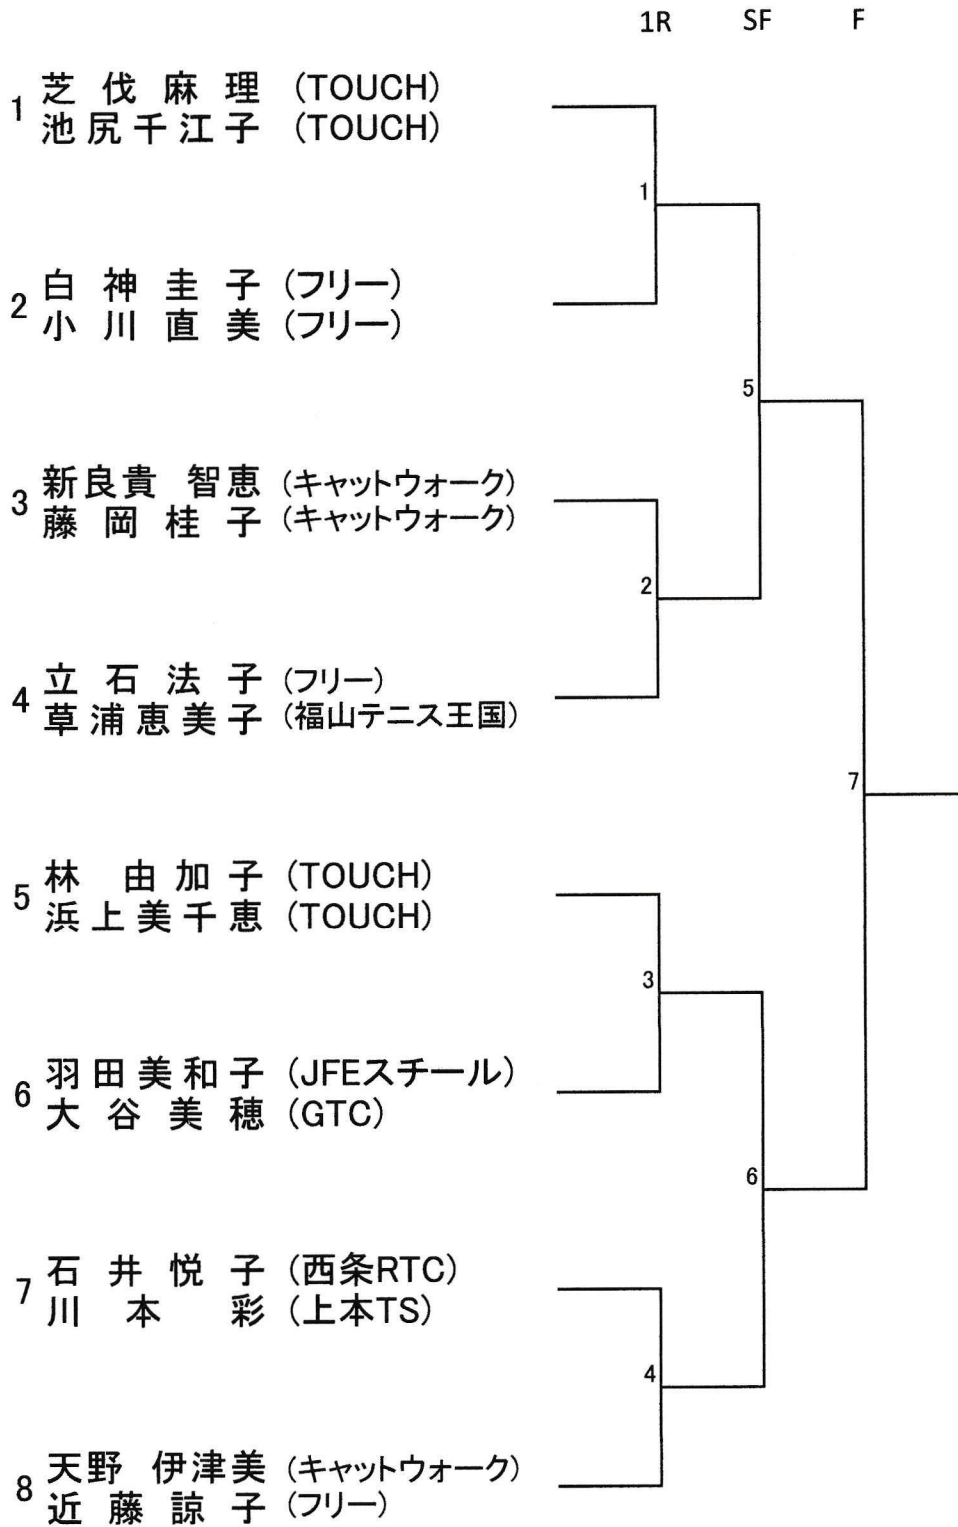 1R SF F
1 芝伐麻理 (TOUCH)
池尻千江子 (TOUCH)
1
2 白神圭子 (フリー)
小川直美 (フリー)
5
3 新良貴 智恵 (キャットウォーク)
藤岡桂子 (キャットウォーク)
2
4 立石法子 (フリー)
草浦恵美子 (福山テニス王国)
7
5 林 由加子 (TOUCH)
浜上美千恵 (TOUCH)
3
6 羽田美和子 (JFEスチール)
大谷美穂 (GTC)
6
7 石井悦子 (西条RTC)
川本 彩 (上本TS)
4
8 天野 伊津美 (キャットウォーク)
近藤諒子 (フリー)